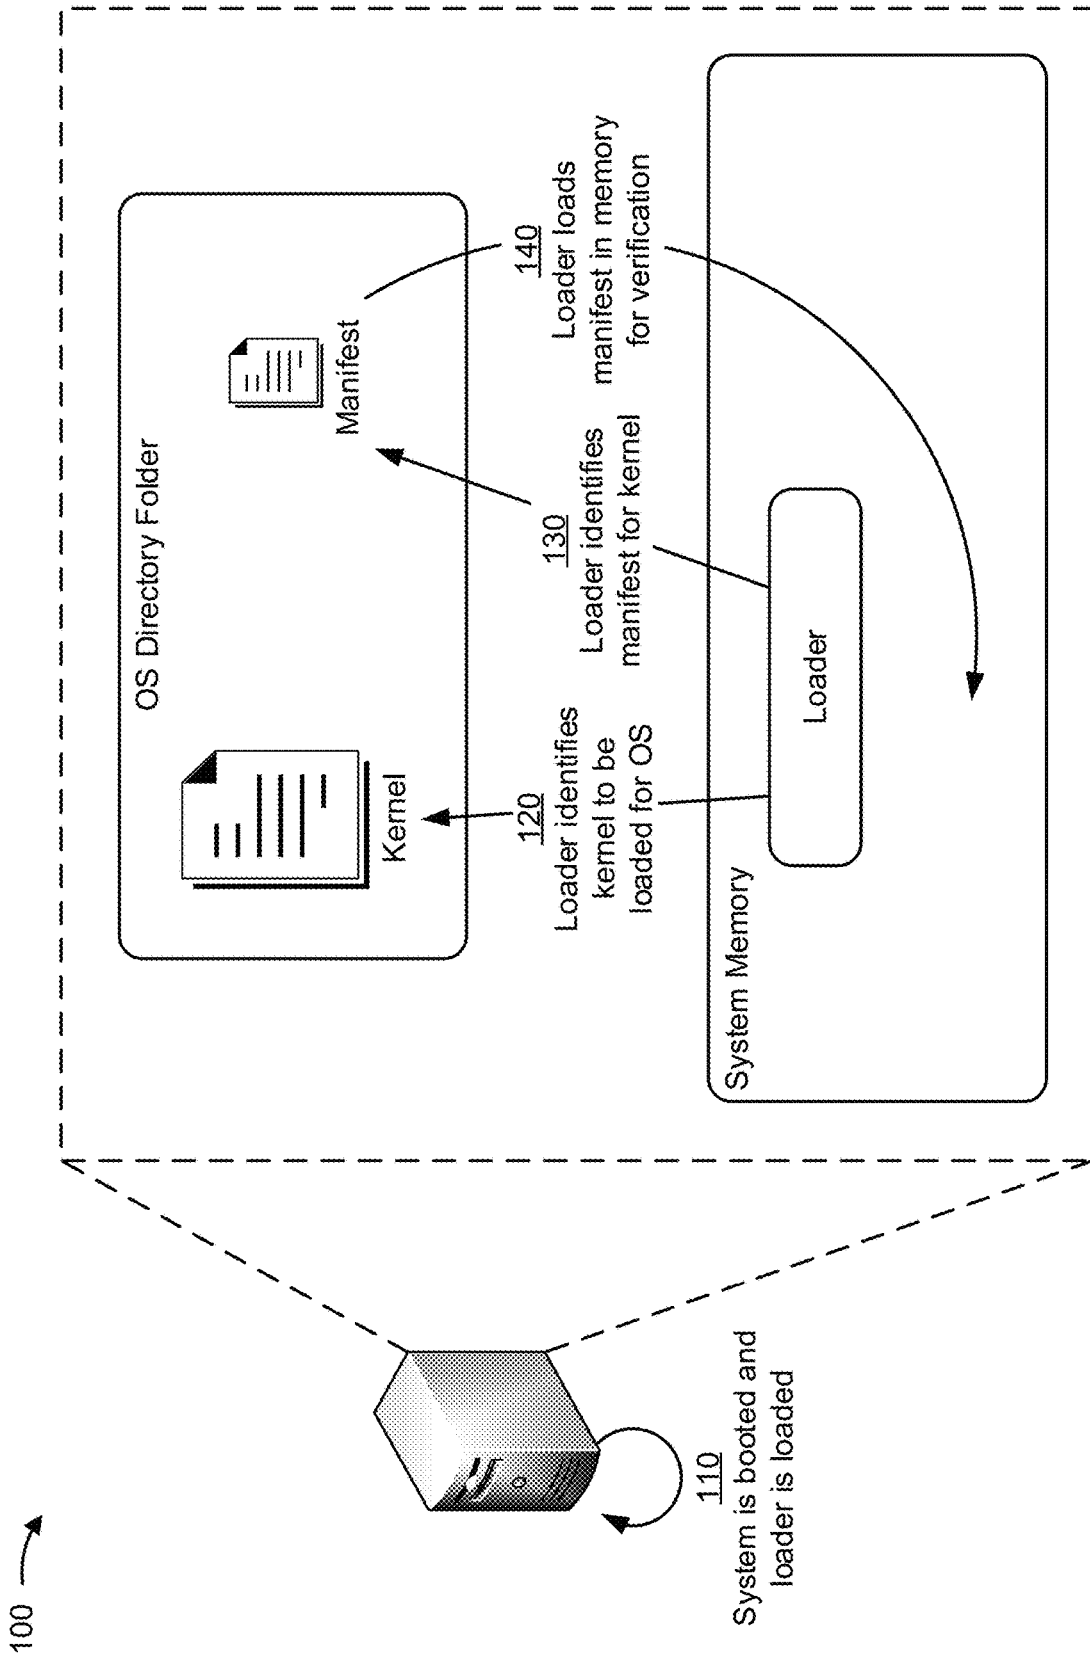 100
110
System is booted and
loader is loaded
OS Directory Folder
Kernel
Manifest
120
Loader identifies
kernel to be
loaded for OS
130
Loader identifies
manifest for kernel
140
Loader loads
manifest in memory
for verification
System Memory
Loader